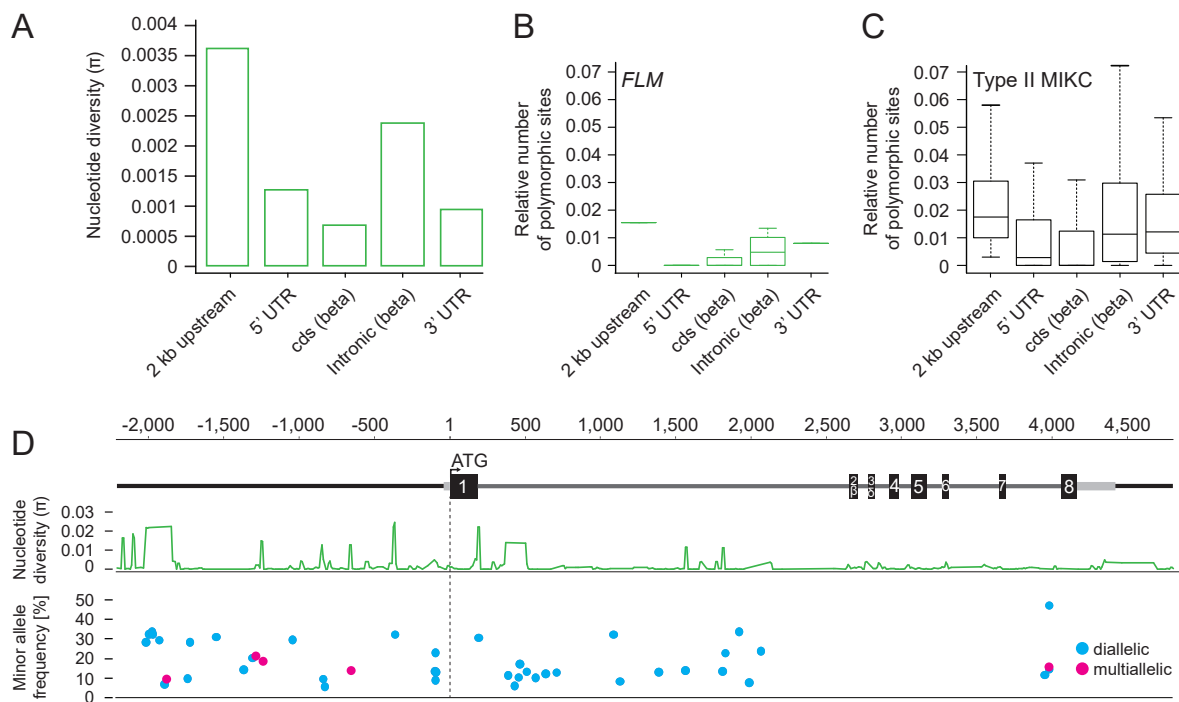 A
Nucleotide diversity (π)
0.004
0.0035
0.003
0.0025
0.002
0.0015
0.001
0.0005
0
2 kb upstream
5' UTR
cds (beta)
Intronic (beta)
3' UTR
B
FLM
Relative number
of polymorphic sites
0.07
0.06
0.05
0.04
0.03
0.02
0.01
0
2 kb upstream
5' UTR
cds (beta)
Intronic (beta)
3' UTR
C
Type II MIKC
Relative number
of polymorphic sites
0.07
0.06
0.05
0.04
0.03
0.02
0.01
0
2 kb upstream
5' UTR
cds (beta)
Intronic (beta)
3' UTR
D
-2,000 -1,500 -1,000 -500 1 500 1,000 1,500 2,000 2,500 3,000 3,500 4,000 4,500
ATG
1 4 5 6 7 8
Nucleotide
diversity (π)
0.03
0.02
0.01
0
Minor allele
frequency [%]
50
40
30
20
10
0
diallelic
multiallelic